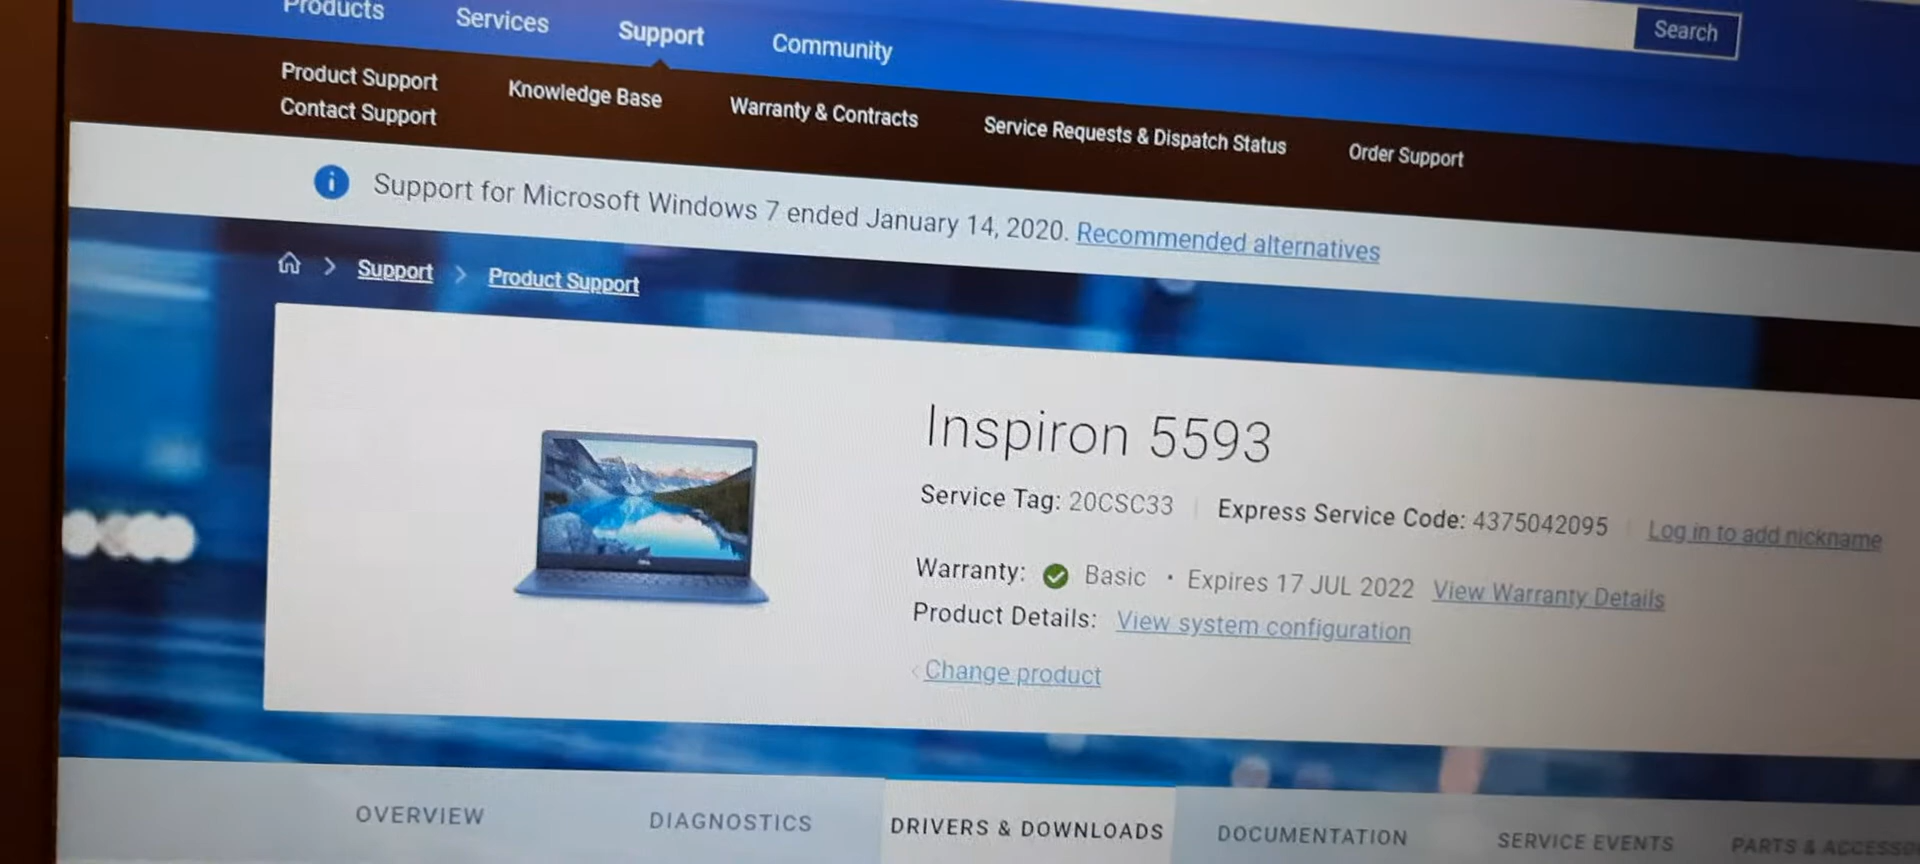 Products Services Support Community Search
Product Support Knowledge Base Warranty & Contracts Service Requests & Dispatch Status Order Support
Contact Support
Support for Microsoft Windows 7 ended January 14, 2020. Recommended alternatives
Support Product Support
Inspiron 5593
Service Tag: 20CSC33 Express Service Code: 4375042095 Log in to add nickname
Warranty: Basic • Expires 17 JUL 2022 View Warranty Details
Product Details: View system configuration
Change product
OVERVIEW DIAGNOSTICS DRIVERS & DOWNLOADS DOCUMENTATION SERVICE EVENTS PARTS & ACCESSO